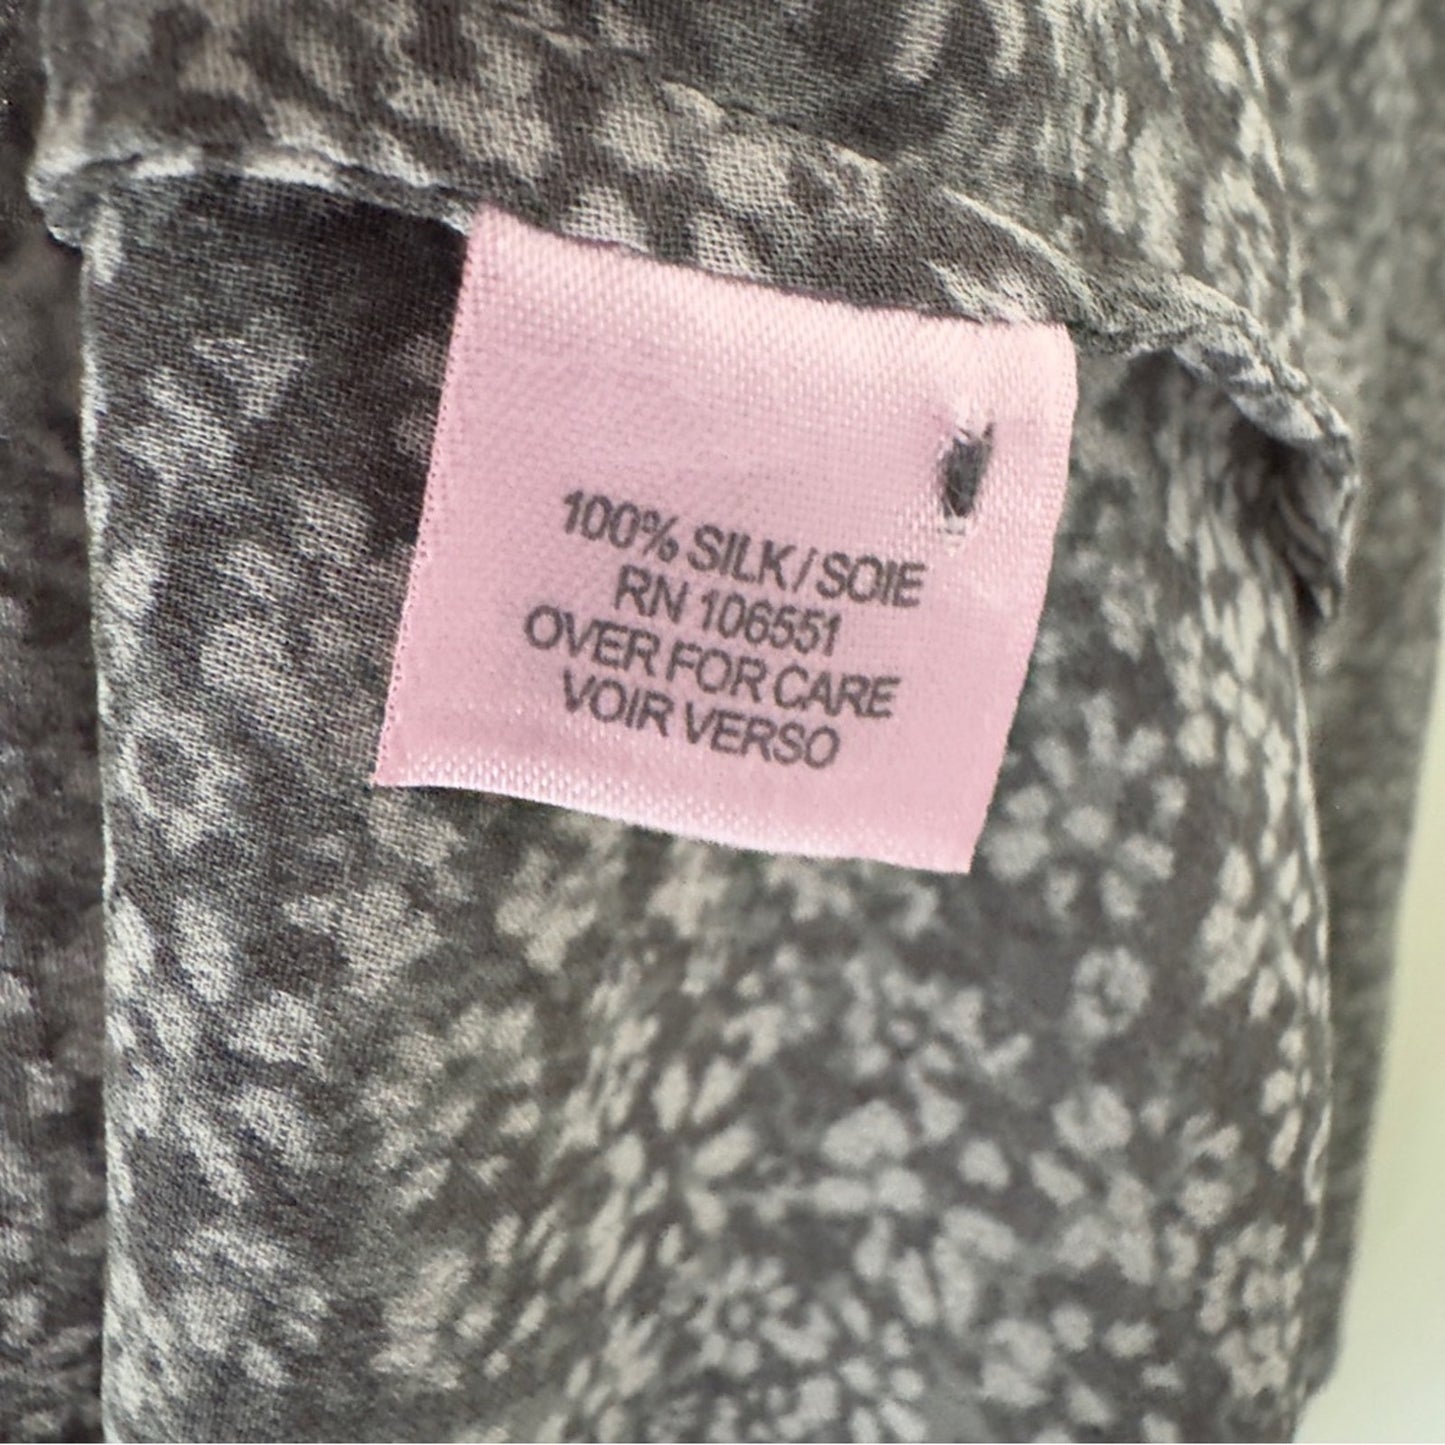 100% SILK / SOIE
RN 106551
OVER FOR CARE
VOIR VERSO